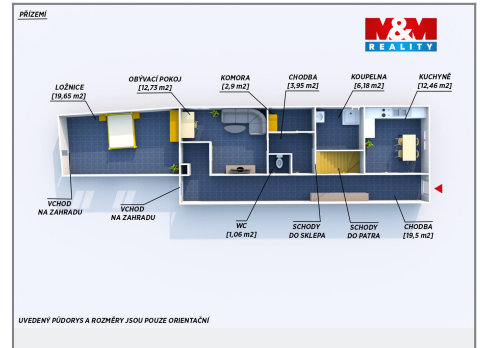 PŘÍZEMÍ
M&M
REALITY
LOŽNICE
[19,65 m2]
OBÝVACÍ POKOJ
[12,73 m2]
KOMORA
[2,9 m2]
CHODBA
[3,95 m2]
KOUPELNA
[6,18 m2]
KUCHYNĚ
[12,46 m2]
VCHOD
NA ZAHRADU
VCHOD
NA ZAHRADU
WC
[1,06 m2]
SCHODY
DO SKLEPA
SCHODY
DO PATRA
CHODBA
[19,5 m2]
UVEDENÝ PŮDORYS A ROZMĚRY JSOU POUZE ORIENTAČNÍ